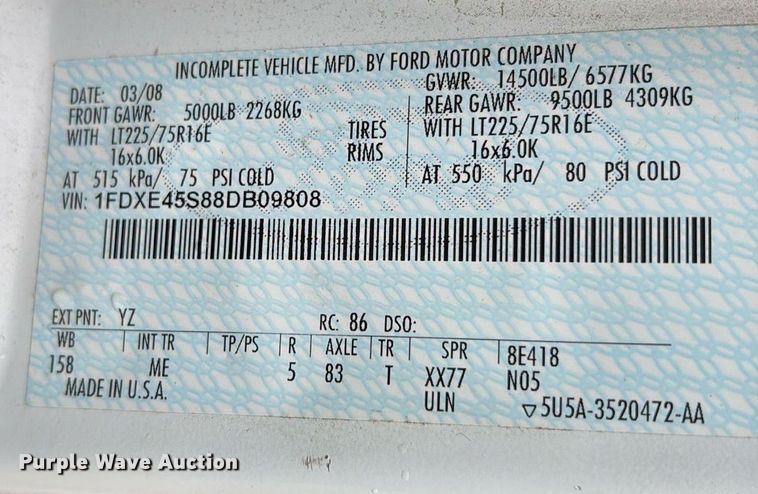 INCOMPLETE VEHICLE MFD. BY FORD MOTOR COMPANY
DATE: 03/08 GVWR: 14500LB/ 6577KG
FRONT GAWR: 5000LB 2268KG REAR GAWR: 9500LB 4309KG
WITH LT225/75R16E TIRES WITH LT225/75R16E
16x6.0K RIMS 16x6.0K
AT 515 kPa/ 75 PSI COLD AT 550 kPa/ 80 PSI COLD
VIN: 1FDXE45S88DB09808
EXT PNT: YZ RC: 86 DSO:
WB INT TR TP/PS R AXLE TR SPR 8E418
158 ME 5 83 T XX77 N05
MADE IN U.S.A. ULN ▽5U5A-3520472-AA
Purple Wave Auction